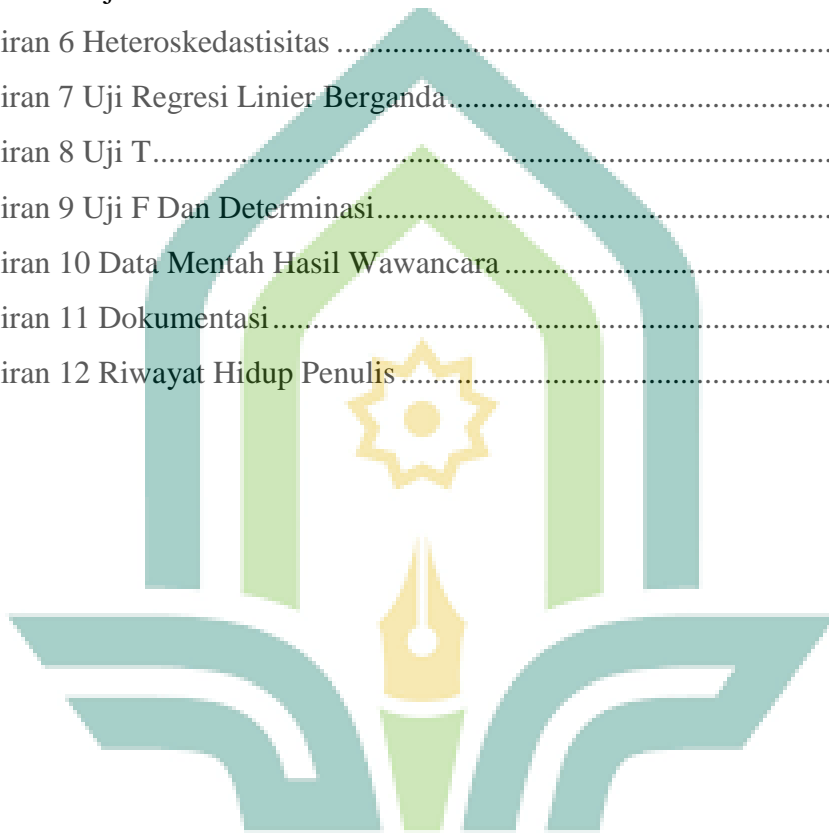 iran 6 Heteroskedastisitas ............................................................
iran 7 Uji Regresi Linier Berganda ...............................................
iran 8 Uji T ....................................................................................
iran 9 Uji F Dan Determinasi ........................................................
iran 10 Data Mentah Hasil Wawancara ........................................
iran 11 Dokumentasi .....................................................................
iran 12 Riwayat Hidup Penulis .....................................................